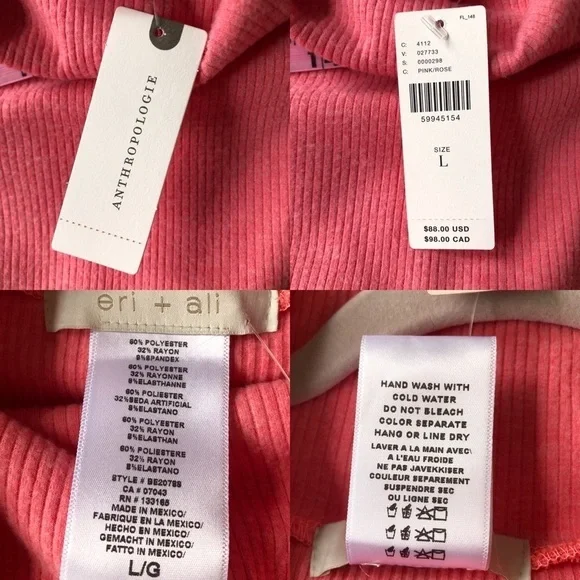 ANTHROPOLOGIE
FL_146
C: 4112
V: 027733
S: 0000298
C: PINK/ROSE
59945154
SIZE
L
$88.00 USD
$98.00 CAD
eri + ali
60% POLYESTER
32% RAYON
8%SPANDEX
60% POLYESTER
32% RAYONNE
8%ELASTHANNE
60% POLIESTER
32%SEDA ARTIFICIAL
8%ELASTANO
60% POLYESTER
32% RAYON
8%ELASTHAN
60% POLIESTERE
32% RAYON
8%ELASTANO
STYLE # BE2078S
CA # 07043
RN # 133165
MADE IN MEXICO/
FABRIQUE EN LA MEXICO/
HECHO EN MEXICO/
GEMACHT IN MEXICO/
FATTO IN MEXICO/
L/G
HAND WASH WITH
COLD WATER
DO NOT BLEACH
COLOR SEPARATE
HANG OR LINE DRY
LAVER A LA MAIN AVEC\
A L'EAU FROIDE
NE PAS JAVEKKISER
COULEUR SEPAREMENT
SUSPENDRE SEC
OU LIGNE SEC